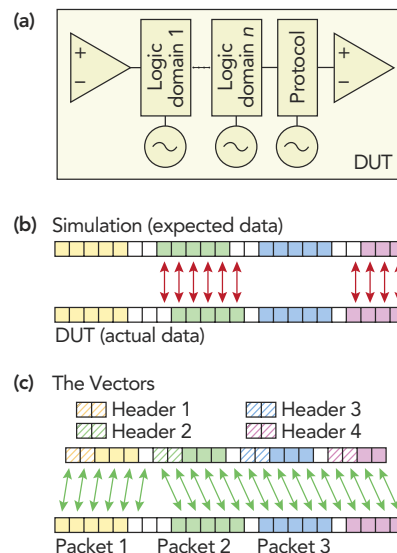 (a)
+
−
Logic
domain 1
Logic
domain n
Protocol
+
−
DUT
(b) Simulation (expected data)
DUT (actual data)
(c) The Vectors
Header 1 Header 3
Header 2 Header 4
Packet 1 Packet 2 Packet 3